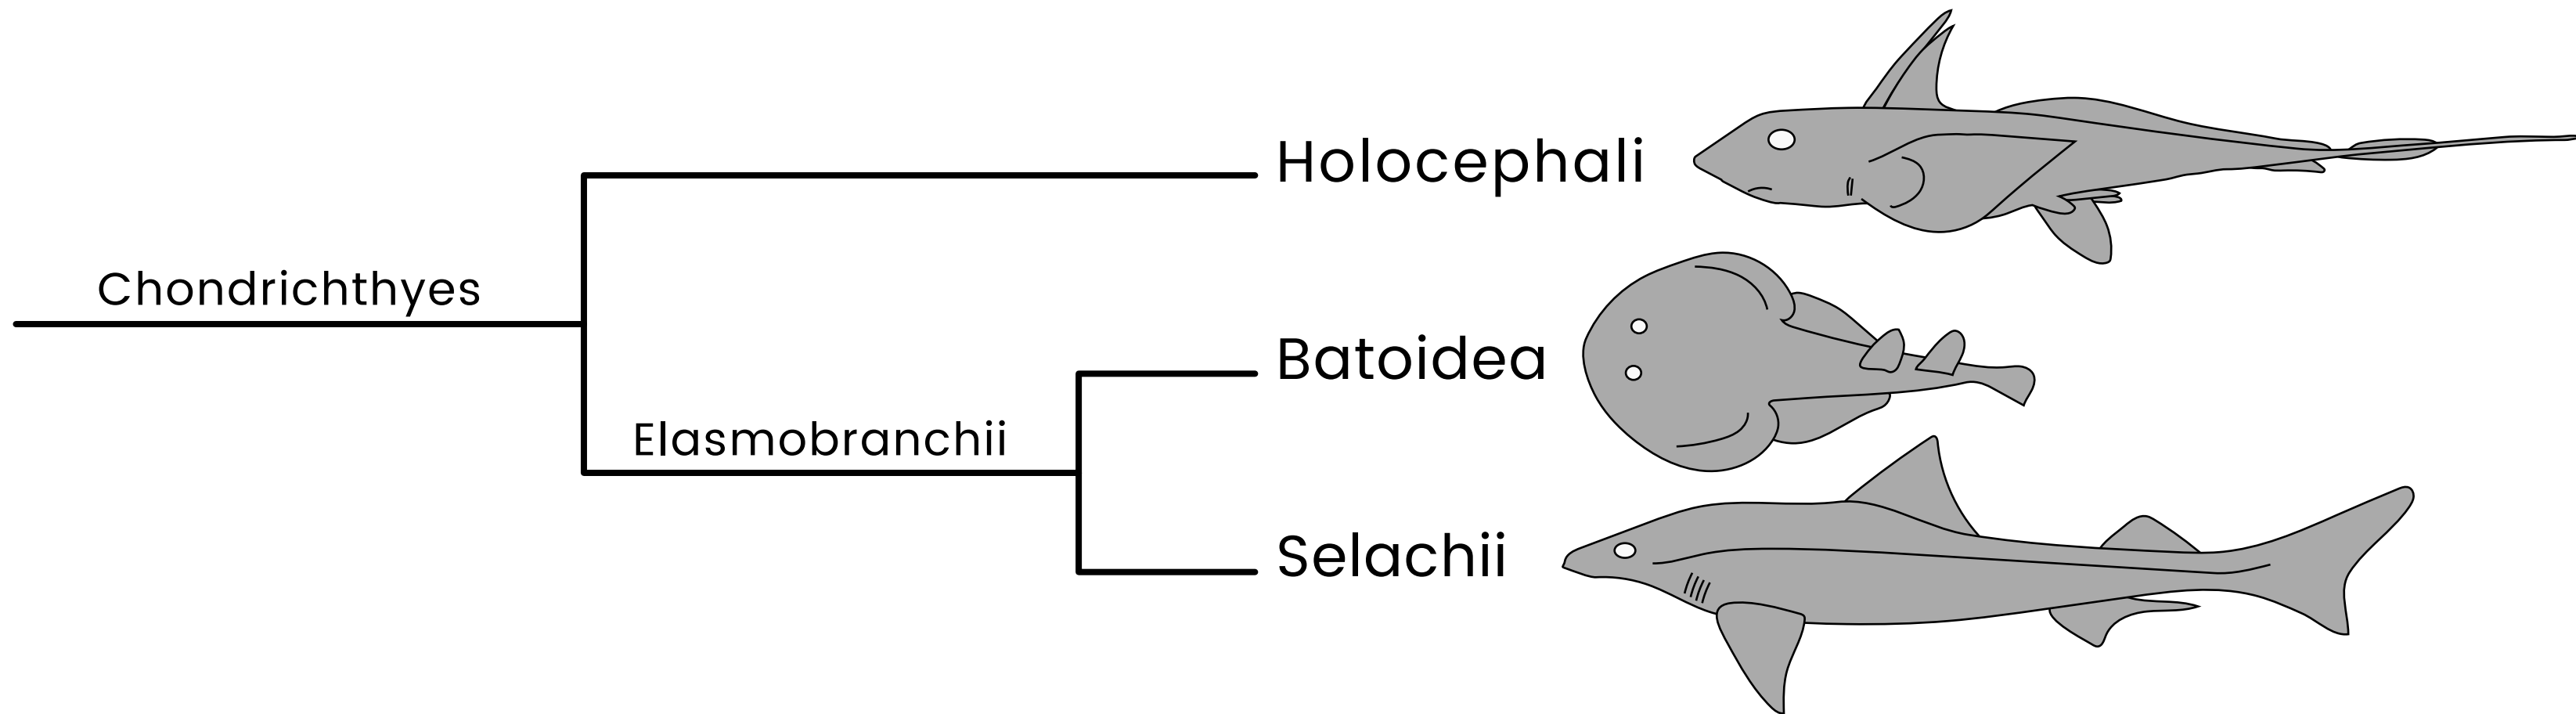 Holocephali
Chondrichthyes
Batoidea
Elasmobranchii
Selachii